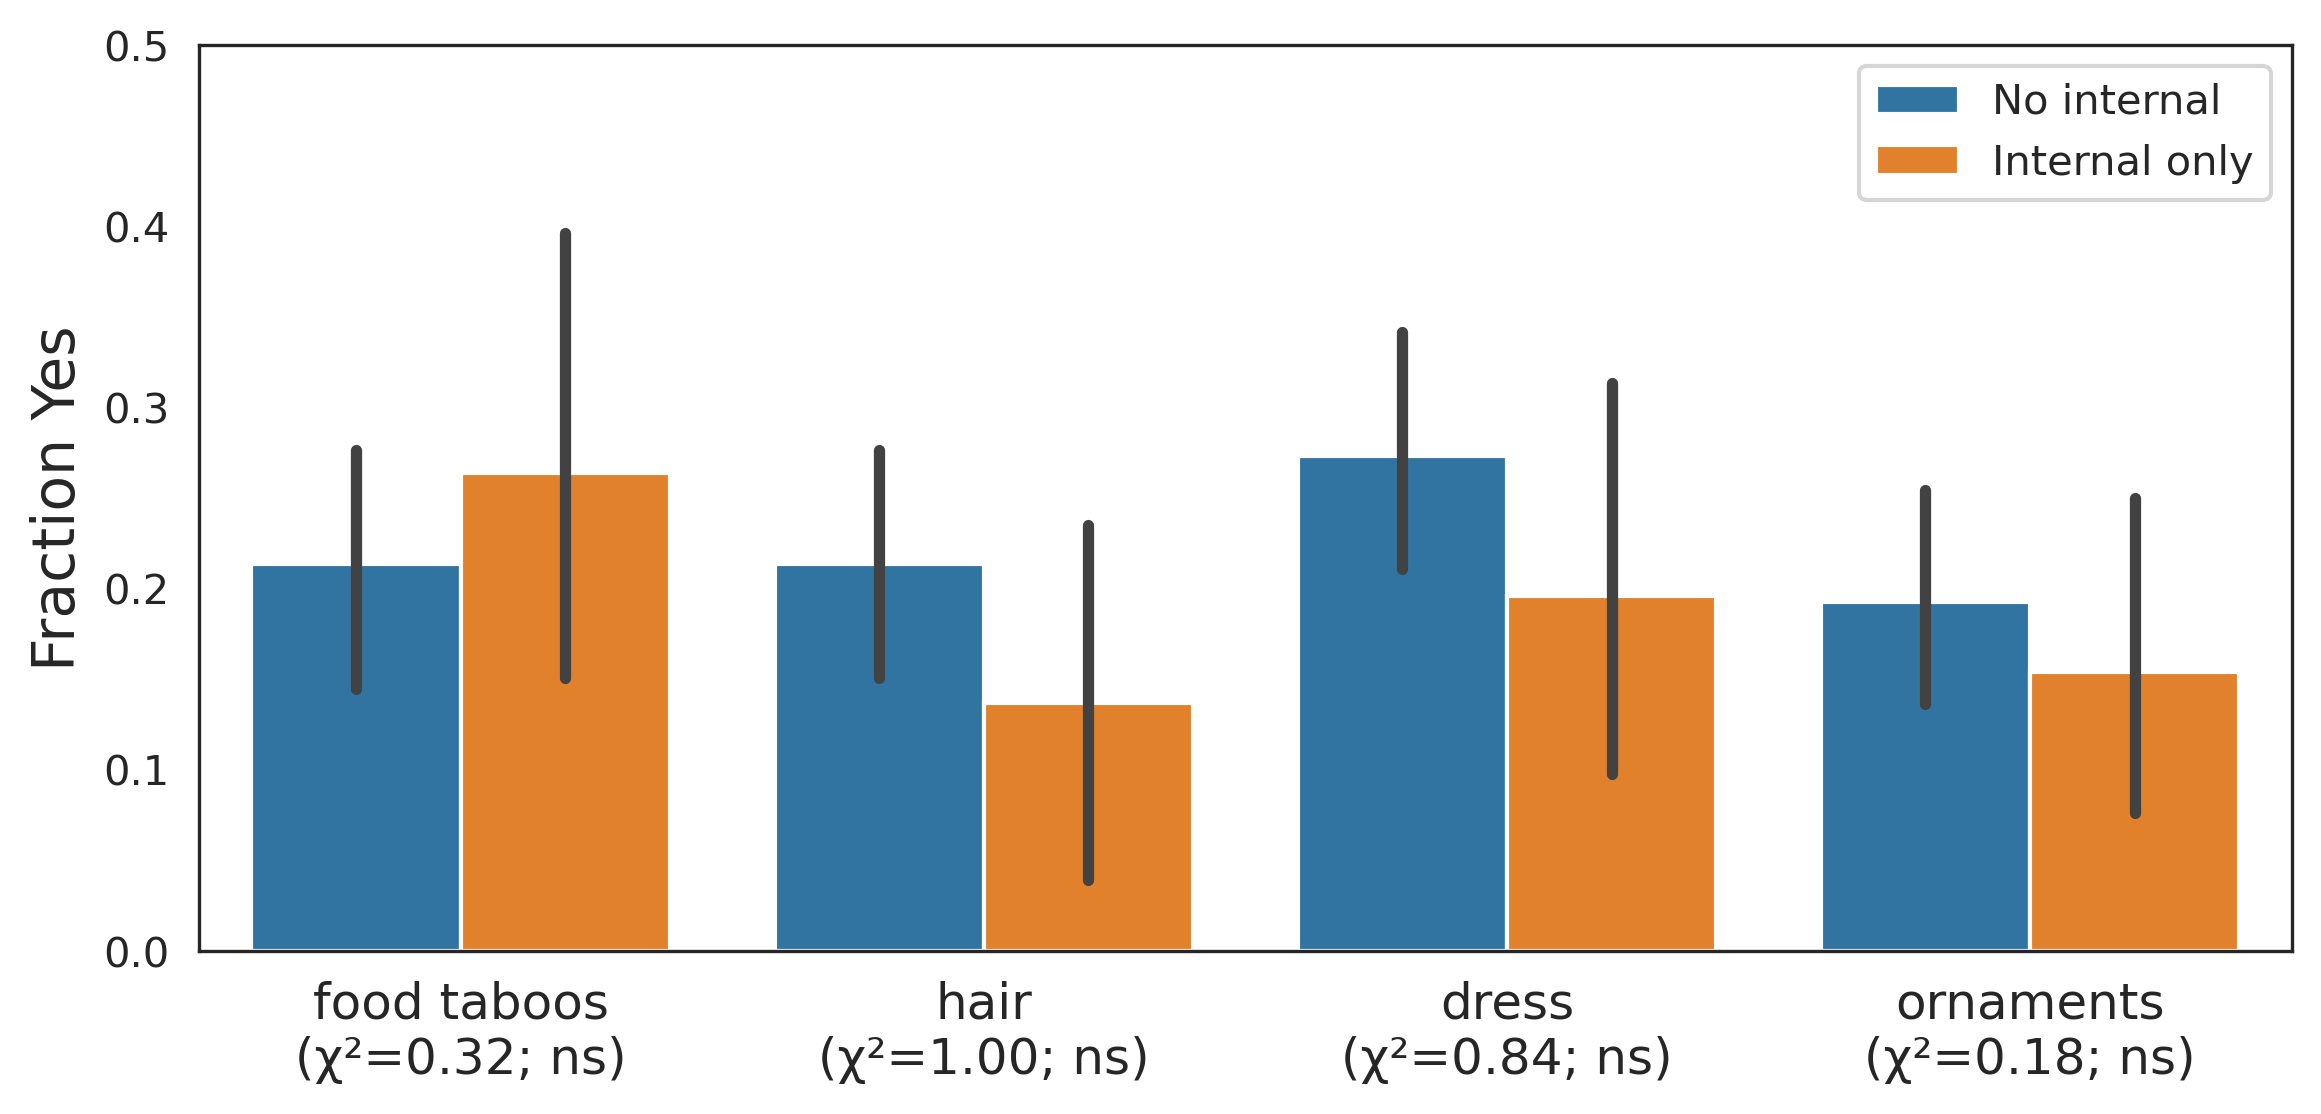 0.5
0.4
0.3
0.2
0.1
0.0
Fraction Yes
No internal
Internal only
food taboos
(χ²=0.32; ns)
hair
(χ²=1.00; ns)
dress
(χ²=0.84; ns)
ornaments
(χ²=0.18; ns)